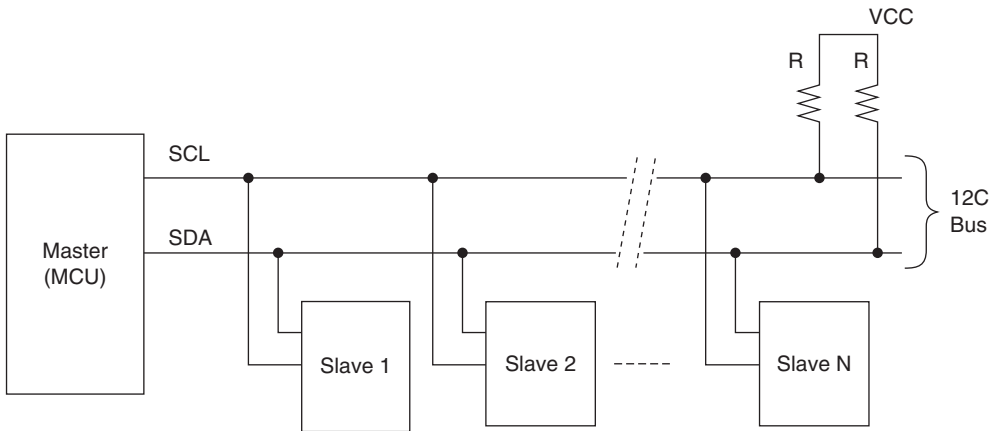 VCC
R R
SCL
12C
Bus
SDA
Master
(MCU)
Slave 1
Slave 2
Slave N